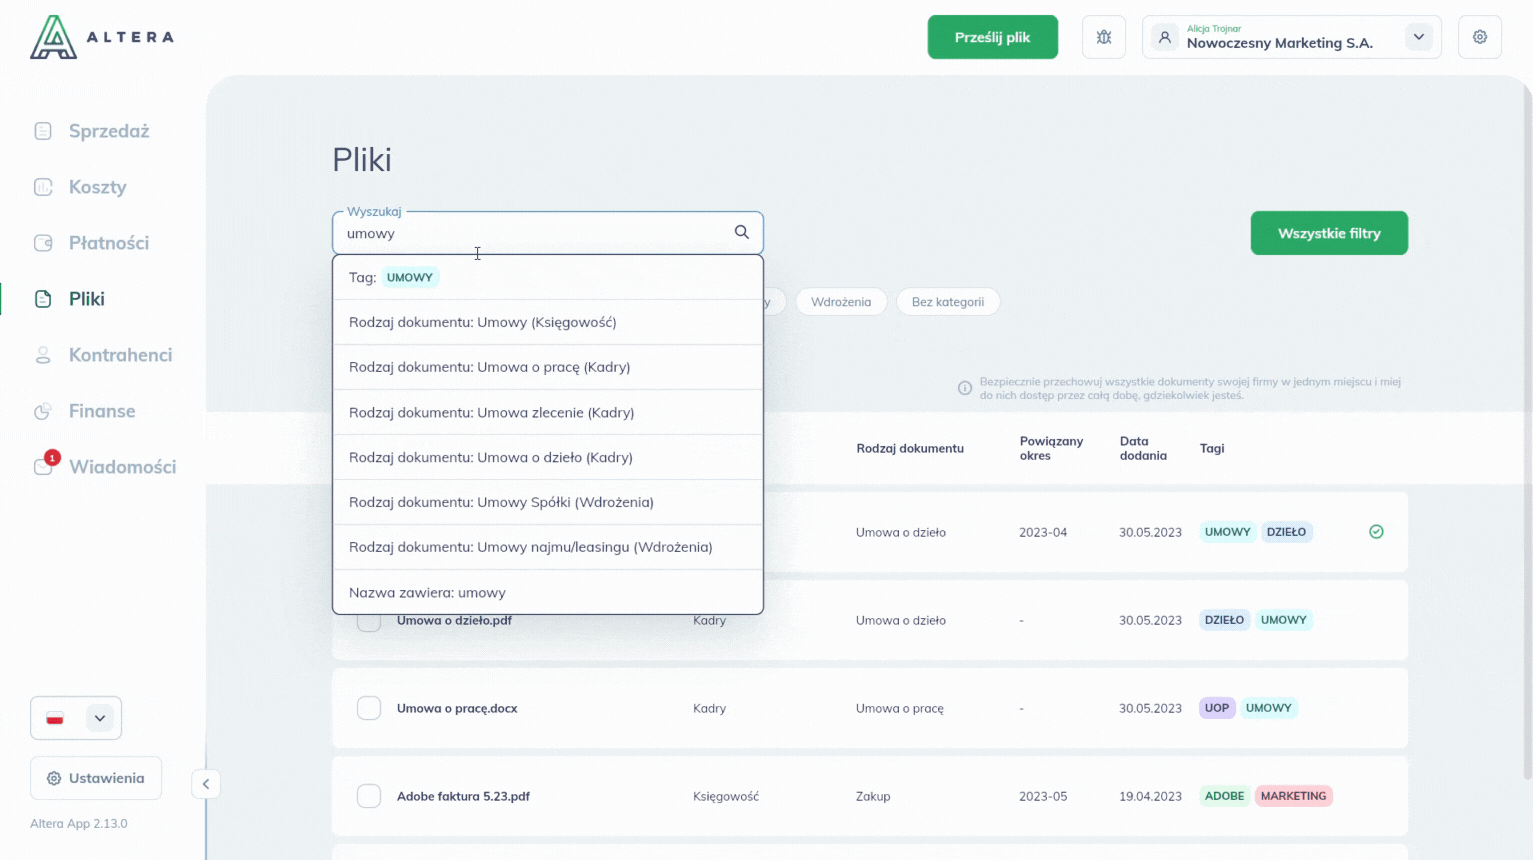 ALTERA
Prześlij plik
Alicja Trojnar
Nowoczesny Marketing S.A.
Sprzedaż
Koszty
Płatności
Pliki
Kontrahenci
Finanse
1
Wiadomości
Ustawienia
Altera App 2.13.0
Pliki
Wyszukaj
umowy
Wszystkie filtry
Tag: UMOWY
Rodzaj dokumentu: Umowy (Księgowość)
Rodzaj dokumentu: Umowa o pracę (Kadry)
Rodzaj dokumentu: Umowa zlecenie (Kadry)
Rodzaj dokumentu: Umowa o dzieło (Kadry)
Rodzaj dokumentu: Umowy Spółki (Wdrożenia)
Rodzaj dokumentu: Umowy najmu/leasingu (Wdrożenia)
Nazwa zawiera: umowy
y Wdrożenia Bez kategorii
Bezpiecznie przechowuj wszystkie dokumenty swojej firmy w jednym miejscu i miej
do nich dostęp przez całą dobę, gdziekolwiek jesteś.
Rodzaj dokumentu Powiązany okres Data dodania Tagi
Umowa o dzieło 2023-04 30.05.2023 UMOWY DZIEŁO
Umowa o dzieło.pdf Kadry Umowa o dzieło - 30.05.2023 DZIEŁO UMOWY
Umowa o pracę.docx Kadry Umowa o pracę - 30.05.2023 UOP UMOWY
Adobe faktura 5.23.pdf Księgowość Zakup 2023-05 19.04.2023 ADOBE MARKETING